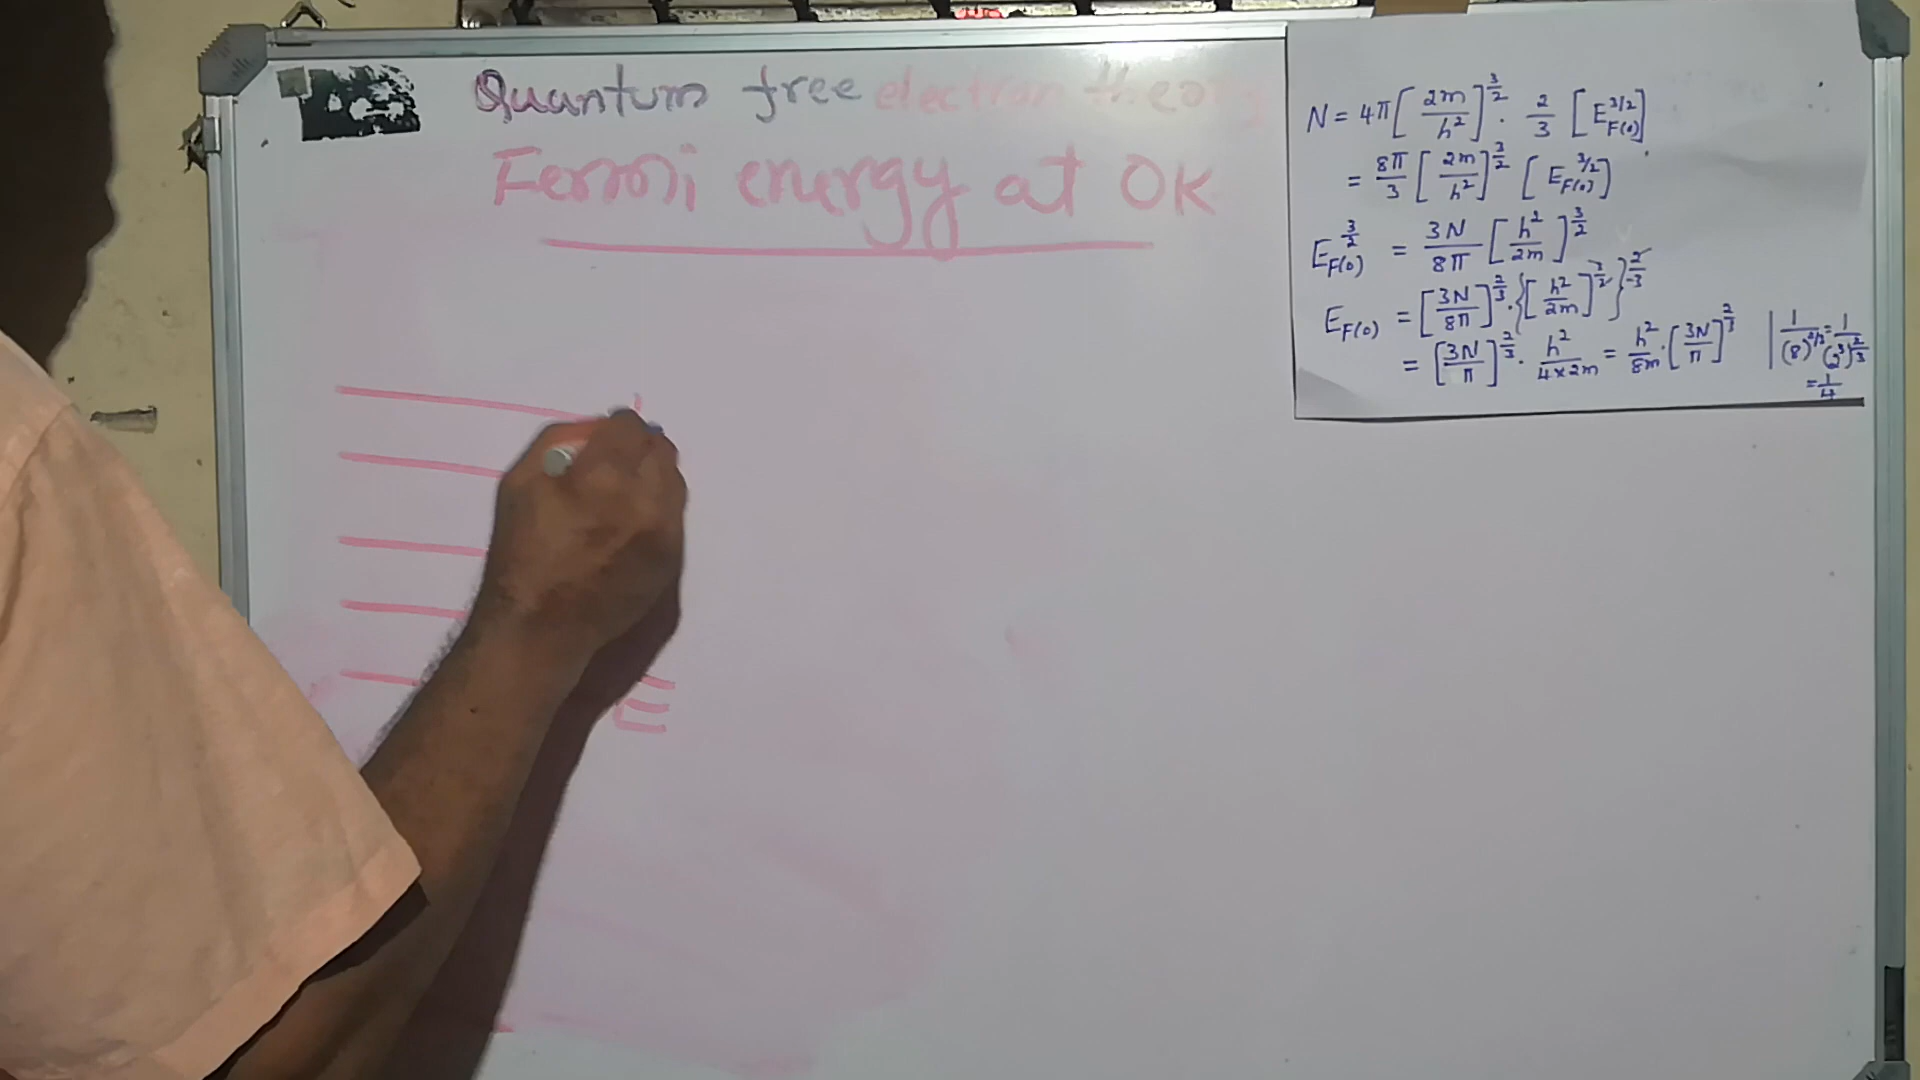 Quantum free electron theory
Fermi energy at 0K
N = 4π [2m/h²]^3/2 · 2/3 [E_F(0)^3/2]
= 8π/3 [2m/h²]^3/2 [E_F(0)^3/2]
E_F(0)^3/2 = 3N/8π [h²/2m]^3/2
E_F(0) = [3N/8π]^2/3 · {[h²/2m]^3/2}^2/3
= [3N/π]^2/3 · h²/4×2m = h²/8m · [3N/π]^2/3 | 1/(8)^2/3 = 1/(2³)^2/3
= 1/4
E